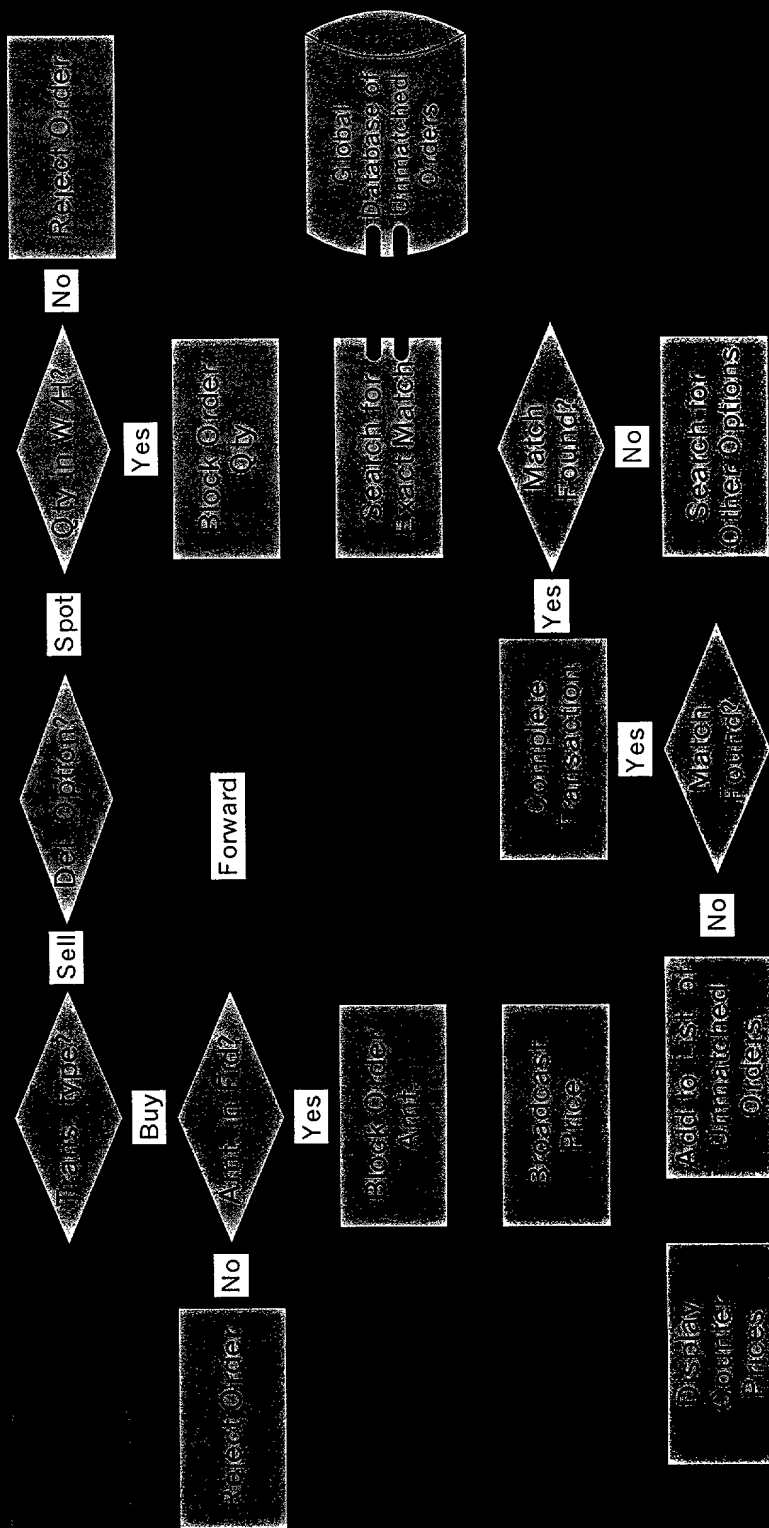 Trans. type?
Sell
Del. Option?
Spot
Qty in W/H?
No
Reject Order
Buy
Yes
Reject Order
No
Amt. in Ftd?
Forward
Block Order
Qty
Yes
Block Order
Amt.
Search for
Exact Match
Global
Database of
Unmatched
Orders
Broadcast
Price
Complete
Transaction
Yes
Match
Found?
Yes
No
Display
Counter
Prices
Add to List of
Unmatched
Orders
No
Match
Found?
Search for
Other Options